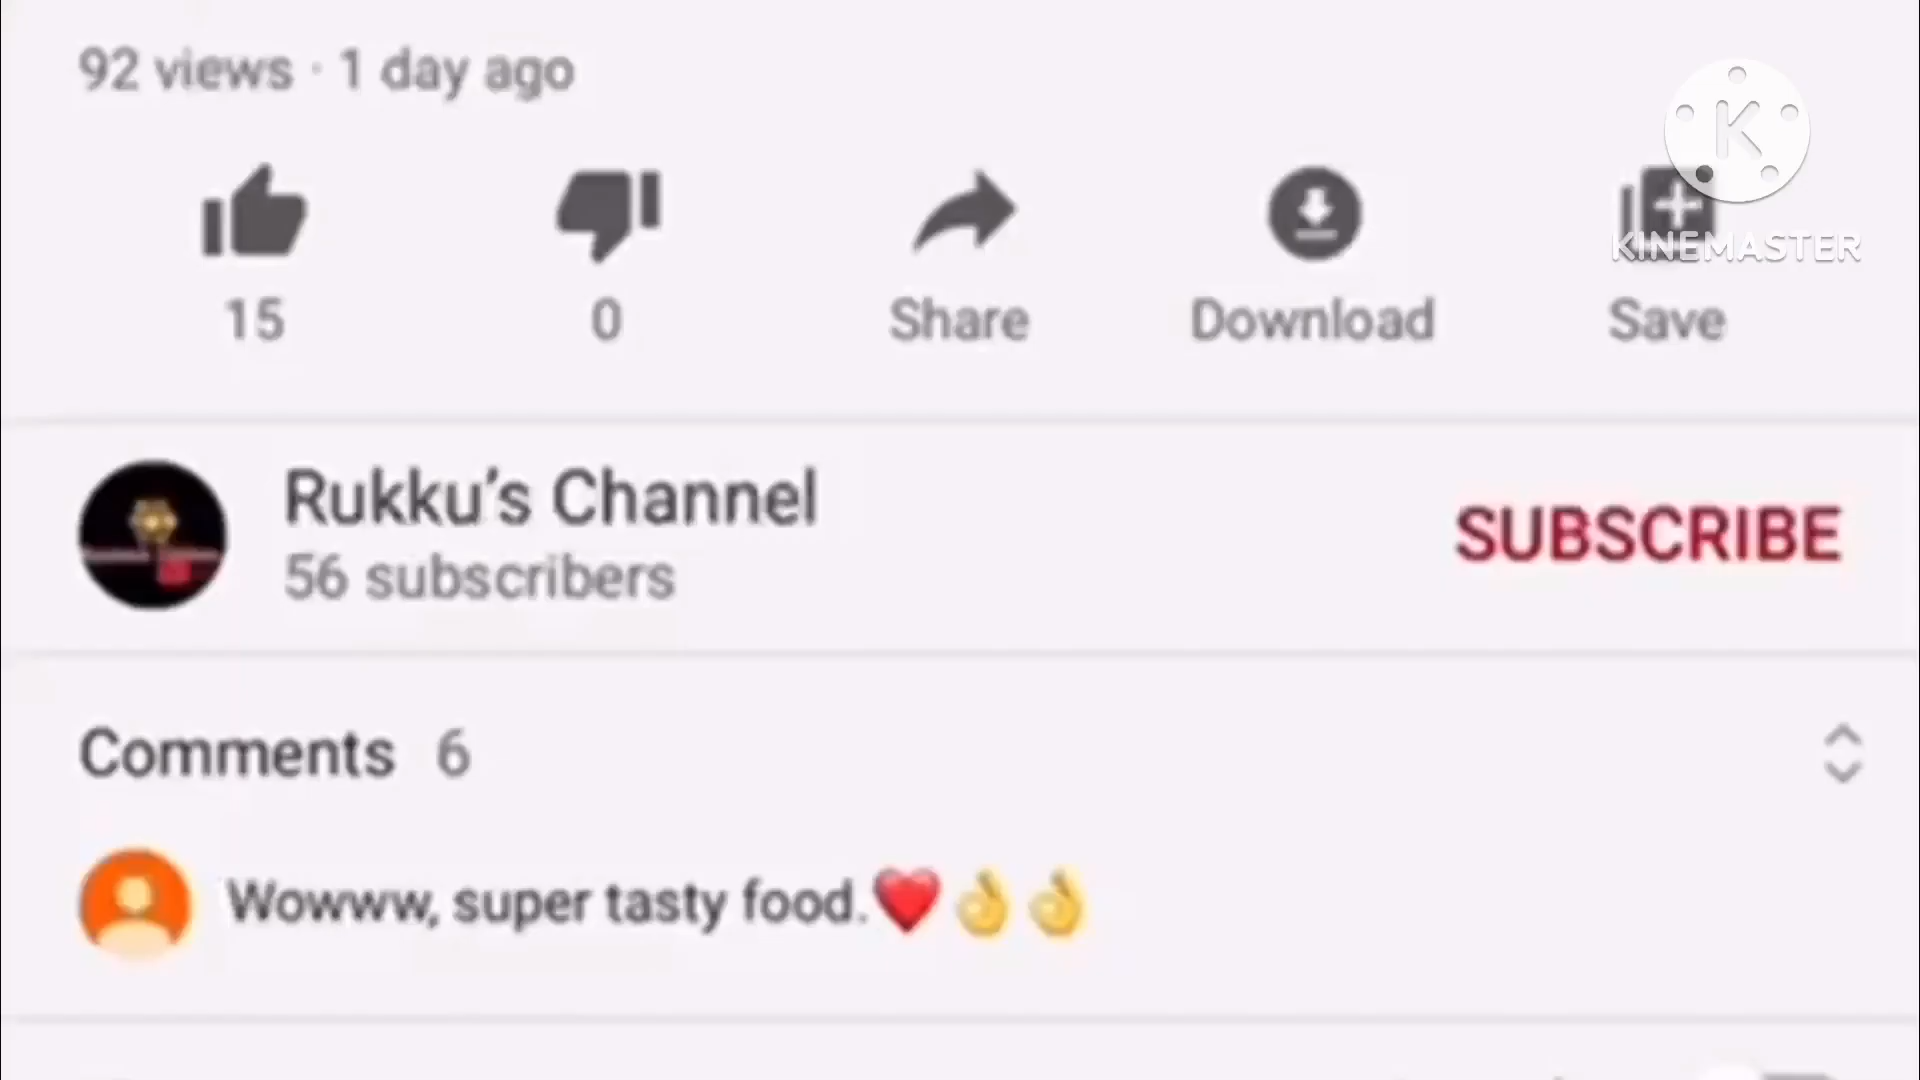 92 views · 1 day ago
K
KINEMASTER
15
0
Share
Download
Save
Rukku’s Channel
56 subscribers
SUBSCRIBE
Comments 6
Wowww, super tasty food.❤️👌👌